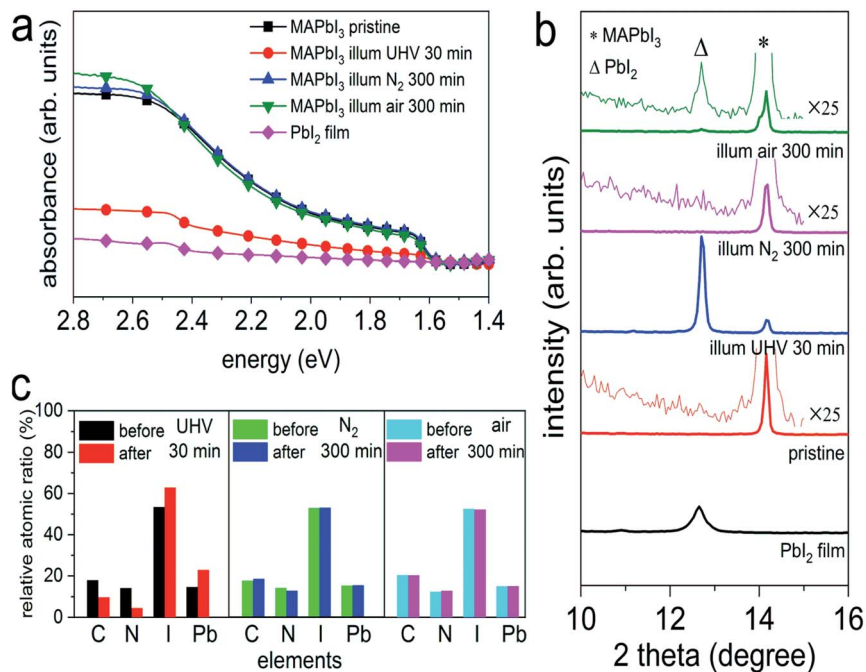 a
absorbance (arb. units)
MAPbI₃ pristine
MAPbI₃ illum UHV 30 min
MAPbI₃ illum N₂ 300 min
MAPbI₃ illum air 300 min
PbI₂ film
2.8 2.6 2.4 2.2 2.0 1.8 1.6 1.4
energy (eV)
b
intensity (arb. units)
* MAPbI₃
Δ PbI₂
Δ
*
×25
illum air 300 min
×25
illum N₂ 300 min
illum UHV 30 min
×25
pristine
PbI₂ film
10 12 14 16
2 theta (degree)
c
relative atomic ratio (%)
100
80
60
40
20
0
before UHV
after 30 min
before N₂
after 300 min
before air
after 300 min
C N I Pb C N I Pb C N I Pb
elements